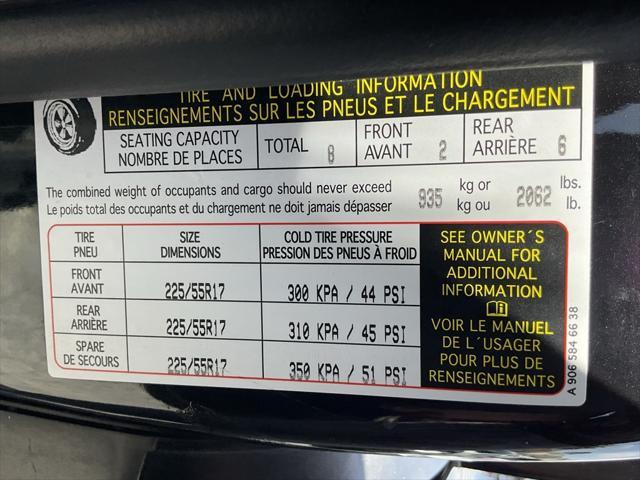 TIRE AND LOADING INFORMATION
RENSEIGNEMENTS SUR LES PNEUS ET LE CHARGEMENT
SEATING CAPACITY
NOMBRE DE PLACES
TOTAL 8
FRONT
AVANT 2
REAR
ARRIÈRE 6
The combined weight of occupants and cargo should never exceed 935 kg or 2062 lbs.
Le poids total des occupants et du chargement ne doit jamais dépasser kg ou lb.
TIRE
PNEU
SIZE
DIMENSIONS
COLD TIRE PRESSURE
PRESSION DES PNEUS À FROID
FRONT
AVANT
225/55R17
300 KPA / 44 PSI
REAR
ARRIÈRE
225/55R17
310 KPA / 45 PSI
SPARE
DE SECOURS
225/55R17
350 KPA / 51 PSI
SEE OWNER´S
MANUAL FOR
ADDITIONAL
INFORMATION
VOIR LE MANUEL
DE L´USAGER
POUR PLUS DE
RENSEIGNEMENTS
A 906 584 66 38